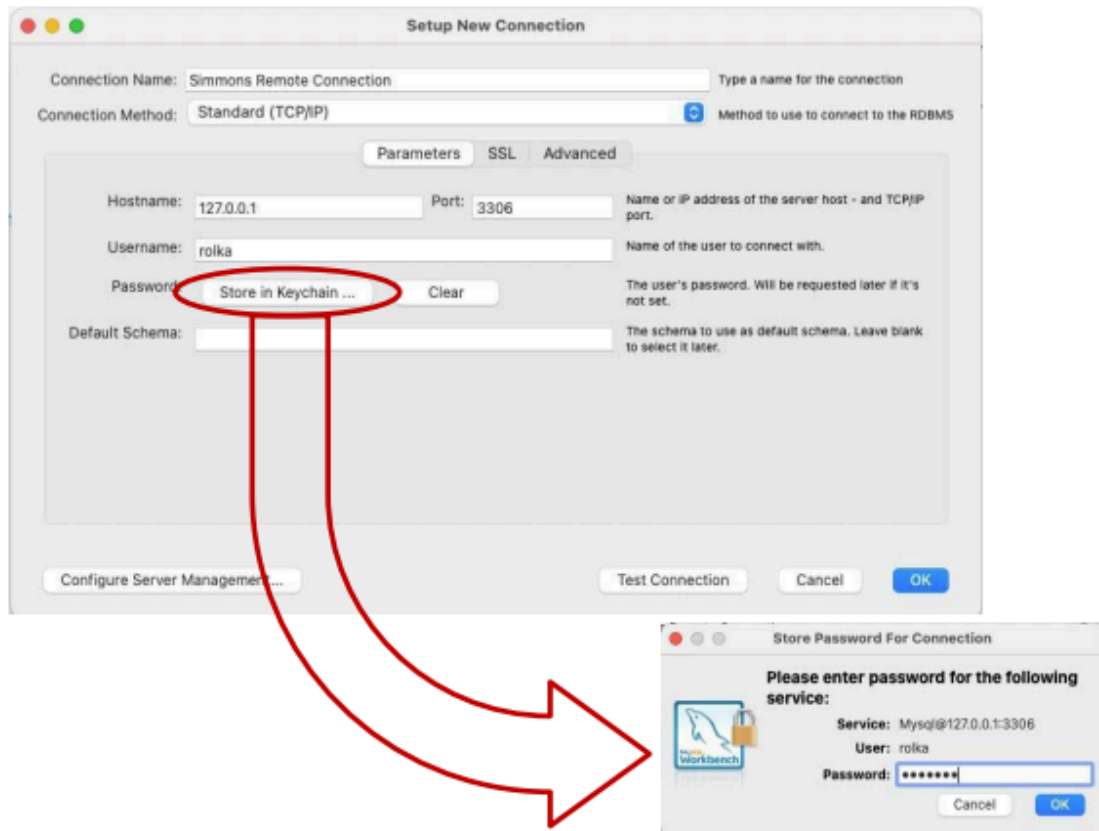 Setup New Connection
Connection Name: Simmons Remote Connection Type a name for the connection
Connection Method: Standard (TCP/IP) Method to use to connect to the RDBMS
Parameters SSL Advanced
Hostname: 127.0.0.1 Port: 3306 Name or IP address of the server host - and TCP/IP
port.
Username: rolka Name of the user to connect with.
Password Store in Keychain ... Clear The user's password. Will be requested later if it's
not set.
Default Schema: The schema to use as default schema. Leave blank
to select it later.
Configure Server Management... Test Connection Cancel OK
Store Password For Connection
Please enter password for the following
service:
Service: Mysql@127.0.0.1:3306
User: rolka
Workbench
Password: •••••••
Cancel OK